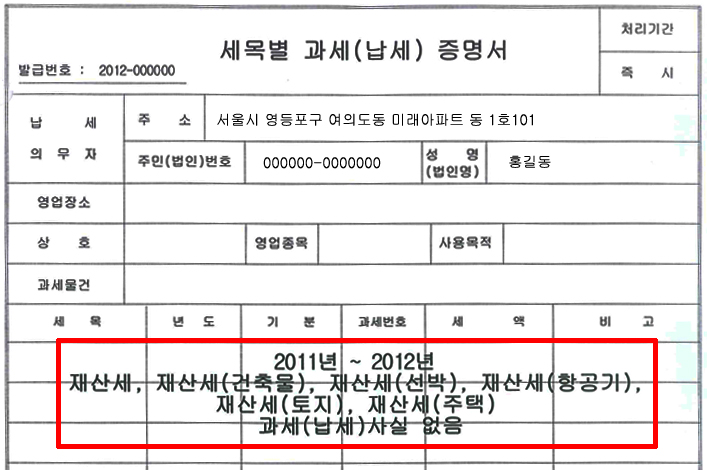 세목별 과세(납세) 증명서
처리기간
발급번호 : 2012-000000
즉 시
납 세
의 우 자
주 소
서울시 영등포구 여의도동 미래아파트 동 1호101
주민(법인)번호
000000-0000000
성 명
(법인명)
홍길동
영업장소
상 호
영업종목
사용목적
과세물건
세 목
년 도
기 분
과세번호
세 액
비 고
2011년 ~ 2012년
재산세, 재산세(건축물), 재산세(선박), 재산세(항공기),
재산세(토지), 재산세(주택)
과세(납세)사실 없음